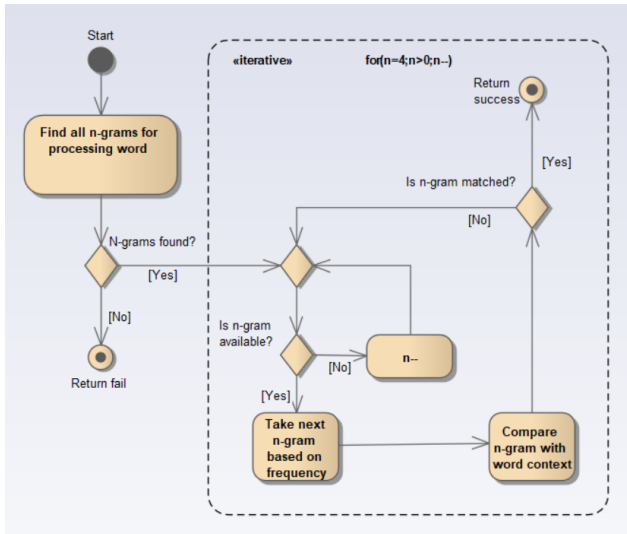 Start
«iterative»
for(n=4;n>0;n--)
Return
success
Find all n-grams for
processing word
[Yes]
Is n-gram matched?
[No]
N-grams found?
[Yes]
[No]
Is n-gram
available?
[No]
n--
Return fail
[Yes]
Take next
n-gram
based on
frequency
Compare
n-gram with
word context